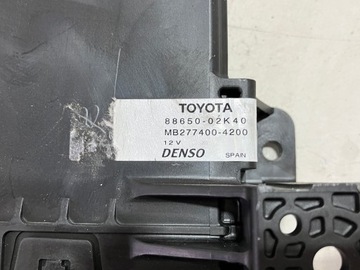 TOYOTA
88650-02K40
MB277400-4200
12V
DENSO SPAIN